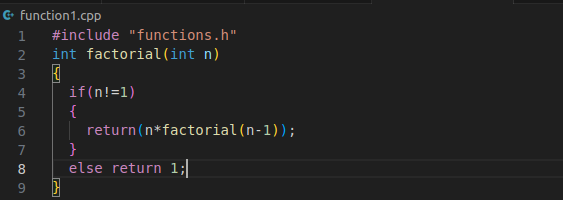 function1.cpp
1 #include "functions.h"
2 int factorial(int n)
3 {
4   if(n!=1)
5   {
6     return(n*factorial(n-1));
7   }
8   else return 1;
9 }